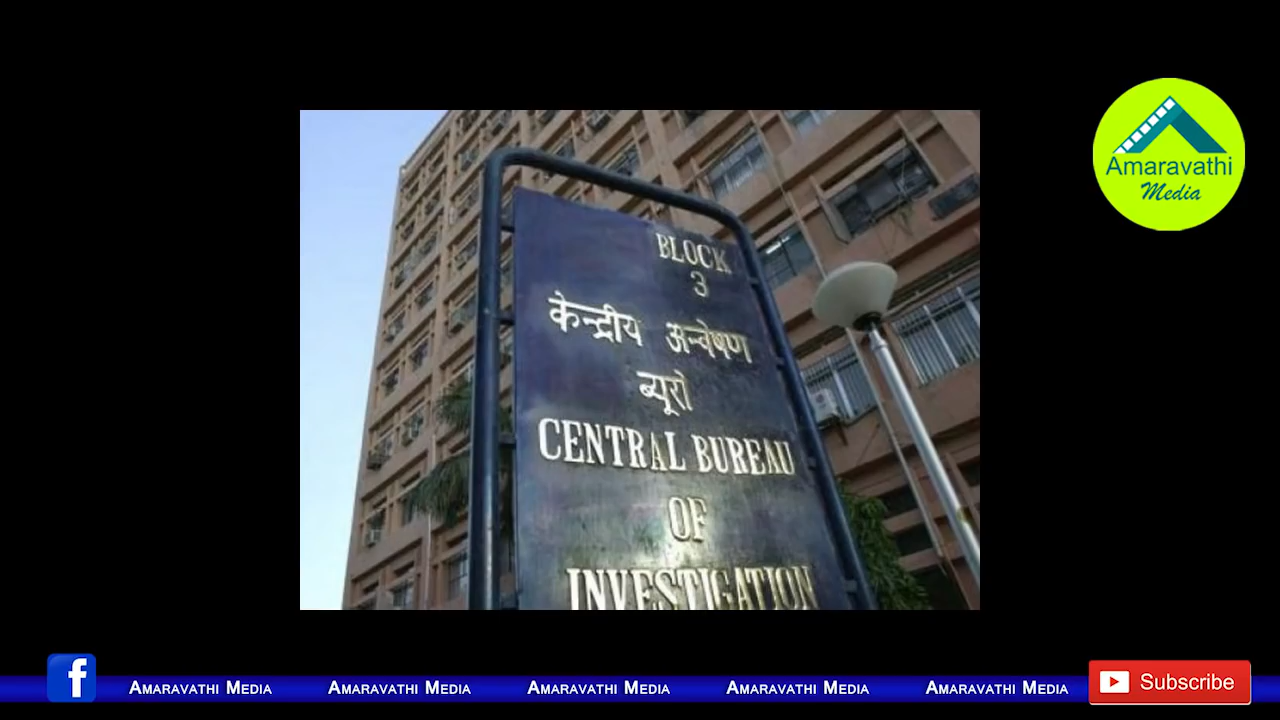 Amaravathi
Media
BLOCK
3
केन्द्रीय अन्वेषण
ब्यूरो
CENTRAL BUREAU
OF
INVESTIGATION
f Amaravathi Media Amaravathi Media Amaravathi Media Amaravathi Media Amaravathi Media Subscribe